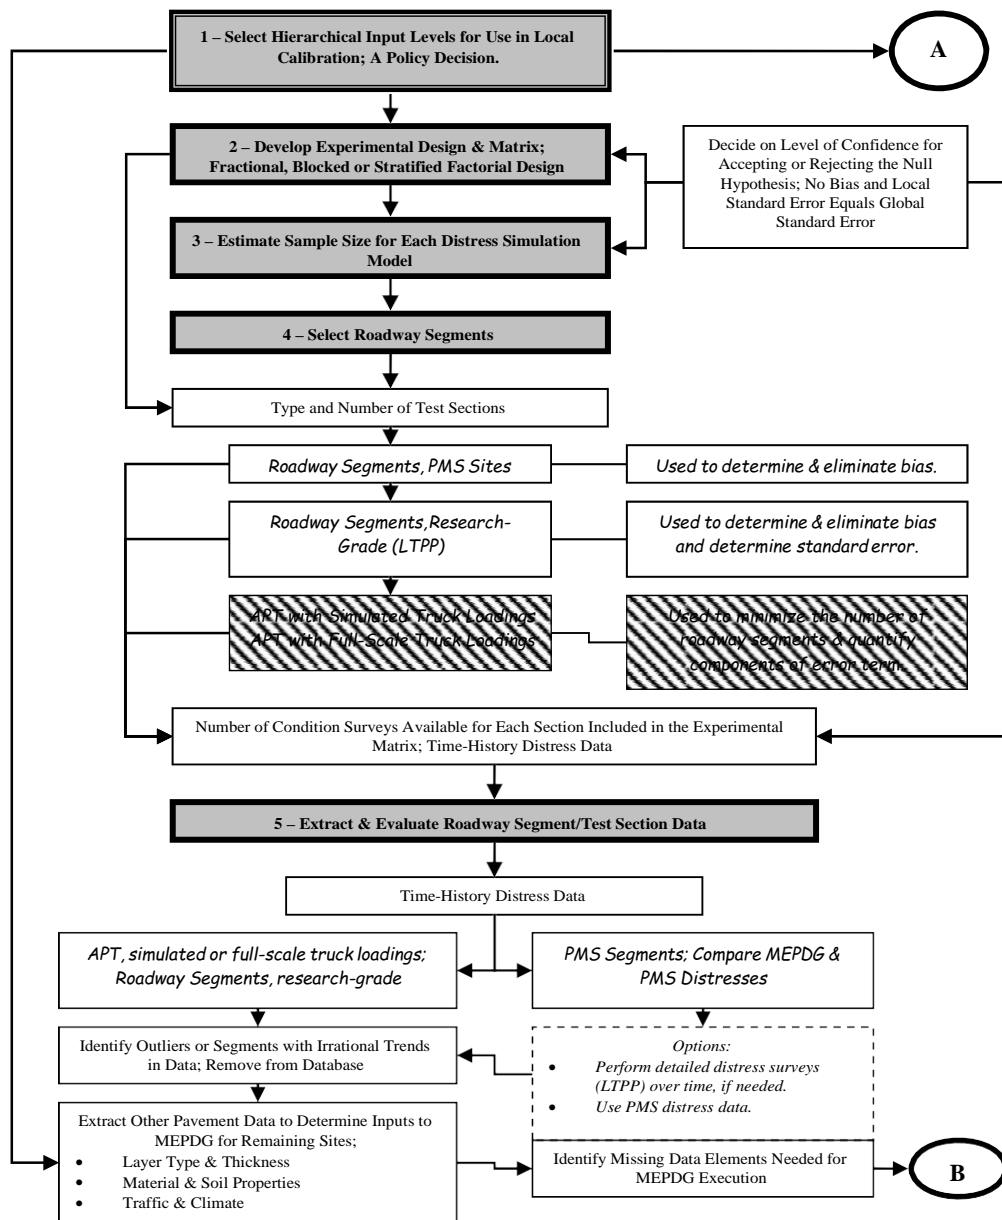 1 – Select Hierarchical Input Levels for Use in Local
Calibration; A Policy Decision.
A
2 – Develop Experimental Design & Matrix;
Fractional, Blocked or Stratified Factorial Design
Decide on Level of Confidence for
Accepting or Rejecting the Null
Hypothesis; No Bias and Local
Standard Error Equals Global
Standard Error
3 – Estimate Sample Size for Each Distress Simulation
Model
4 – Select Roadway Segments
Type and Number of Test Sections
Roadway Segments, PMS Sites
Used to determine & eliminate bias.
Roadway Segments,Research-
Grade (LTPP)
Used to determine & eliminate bias
and determine standard error.
APT with Simulated Truck Loadings
APT with Full-Scale Truck Loadings
Used to minimize the number of
roadway segments & quantify
components of error term.
Number of Condition Surveys Available for Each Section Included in the Experimental
Matrix; Time-History Distress Data
5 – Extract & Evaluate Roadway Segment/Test Section Data
Time-History Distress Data
APT, simulated or full-scale truck loadings;
Roadway Segments, research-grade
PMS Segments; Compare MEPDG &
PMS Distresses
Identify Outliers or Segments with Irrational Trends
in Data; Remove from Database
Options:
• Perform detailed distress surveys
(LTPP) over time, if needed.
• Use PMS distress data.
Extract Other Pavement Data to Determine Inputs to
MEPDG for Remaining Sites;
• Layer Type & Thickness
• Material & Soil Properties
• Traffic & Climate
Identify Missing Data Elements Needed for
MEPDG Execution
B